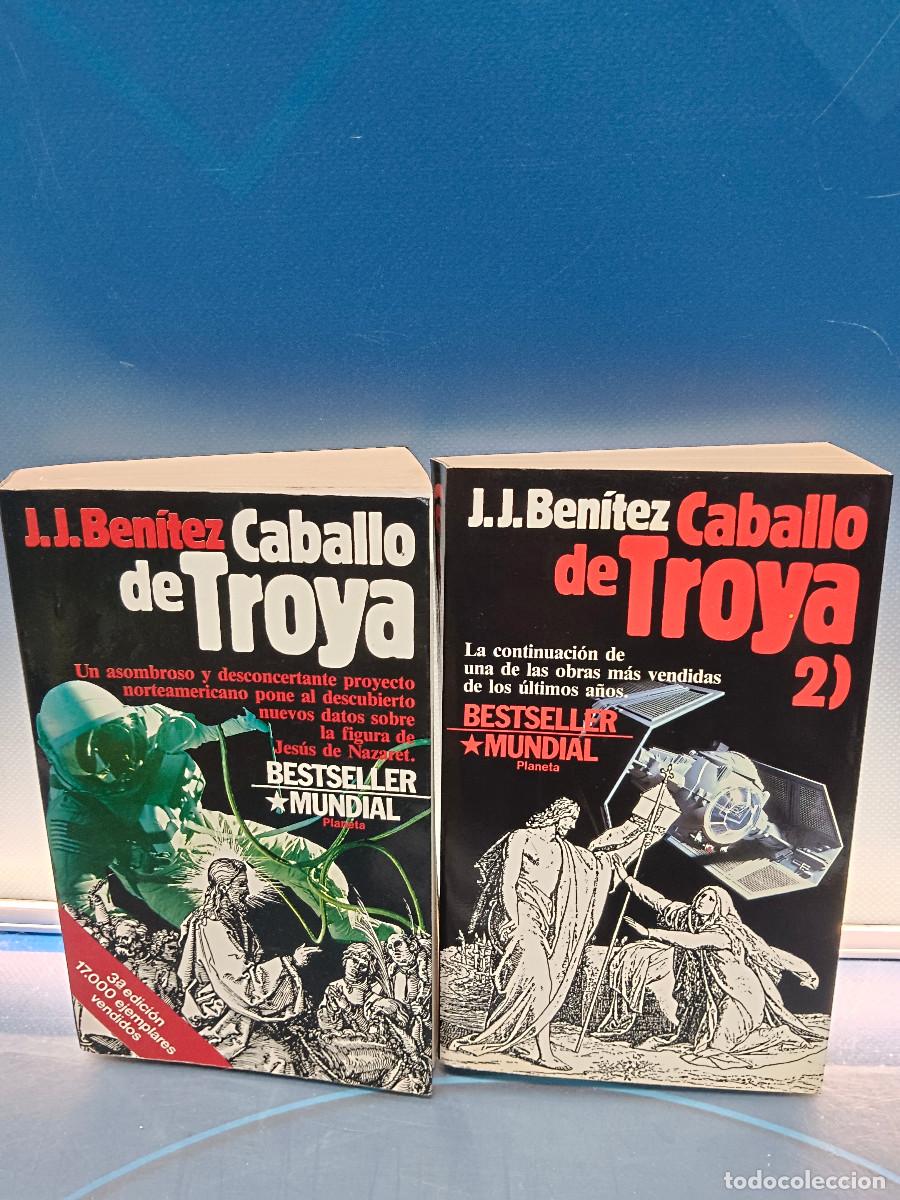 J.J.Benítez Caballo
de Troya
Un asombroso y desconcertante proyecto
norteamericano pone al descubierto
nuevos datos sobre
la figura de
Jesús de Nazaret.
BESTSELLER
★MUNDIAL
Planeta
3a edición
17.000 ejemplares
vendidos
J.J.Benítez Caballo
de Troya
2)
La continuación de
una de las obras más vendidas
de los últimos años.
BESTSELLER
★MUNDIAL
Planeta
todocoleccion